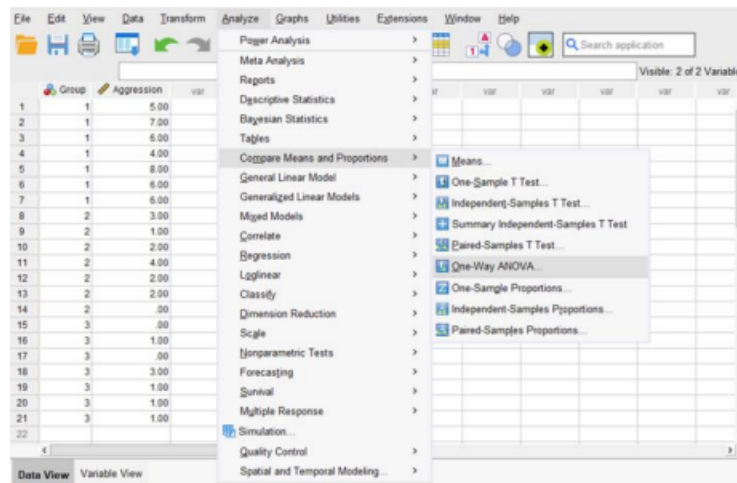 File Edit View Data Transform Analyze Graphs Utilities Extensions Window Help
Search application
Visible: 2 of 2 Variable
Group Aggression var var var var var var
1 1 5.00
2 1 7.00
3 1 6.00
4 1 4.00
5 1 8.00
6 1 6.00
7 1 6.00
8 2 3.00
9 2 1.00
10 2 2.00
11 2 4.00
12 2 2.00
13 2 2.00
14 2 .00
15 3 .00
16 3 1.00
17 3 .00
18 3 3.00
19 3 1.00
20 3 1.00
21 3 1.00
22
Power Analysis
Meta Analysis
Reports
Descriptive Statistics
Bayesian Statistics
Tables
Compare Means and Proportions
General Linear Model
Generalized Linear Models
Mixed Models
Correlate
Regression
Loglinear
Classify
Dimension Reduction
Scale
Nonparametric Tests
Forecasting
Survival
Multiple Response
Simulation...
Quality Control
Spatial and Temporal Modeling...
Means...
One-Sample T Test...
Independent-Samples T Test...
Summary Independent-Samples T Test
Paired-Samples T Test...
One-Way ANOVA...
One-Sample Proportions...
Independent-Samples Proportions...
Paired-Samples Proportions...
Data View Variable View